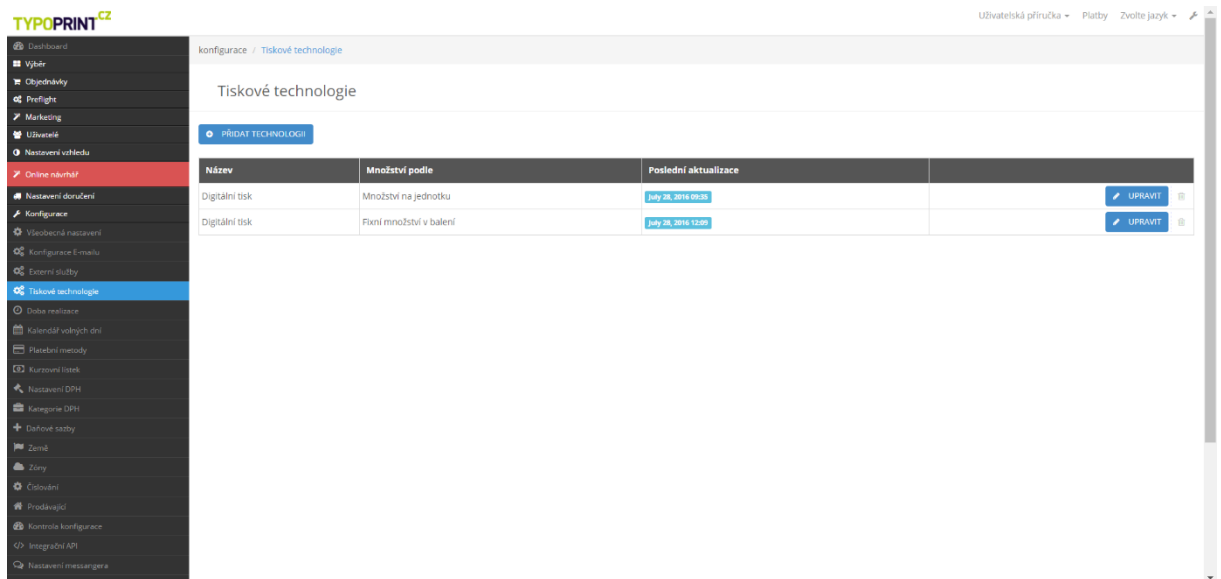 TYPOPRINT.CZ
Uživatelská příručka Platby Zvolte jazyk
Dashboard
Výběr
Objednávky
Preflight
Marketing
Uživatelé
Nastavení vzhledu
Online návrhář
Nastavení doručení
Konfigurace
Všeobecná nastavení
Konfigurace E-mailu
Externí služby
Tiskové technologie
Doba realizace
Kalendář volných dní
Platební metody
Kurzovní lístek
Nastavení DPH
Kategorie DPH
Daňové sazby
Země
Zóny
Číslování
Prodávající
Kontrola konfigurace
Integrační API
Nastavení messangera
konfigurace / Tiskové technologie
Tiskové technologie
PŘIDAT TECHNOLOGII
Název Množství podle Poslední aktualizace
Digitální tisk Množství na jednotku July 28, 2016 09:35 UPRAVIT
Digitální tisk Fixní množství v balení July 28, 2016 12:09 UPRAVIT